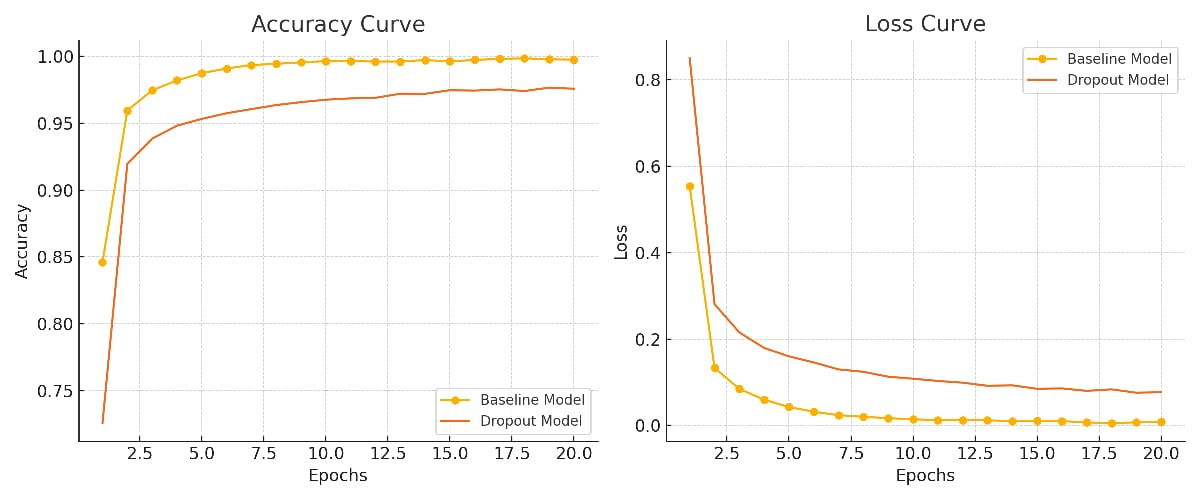 Accuracy Curve
1.00
0.95
0.90
0.85
0.80
0.75
Accuracy
2.5 5.0 7.5 10.0 12.5 15.0 17.5 20.0
Epochs
Baseline Model
Dropout Model
Loss Curve
0.8
0.6
0.4
0.2
0.0
Loss
2.5 5.0 7.5 10.0 12.5 15.0 17.5 20.0
Epochs
Baseline Model
Dropout Model